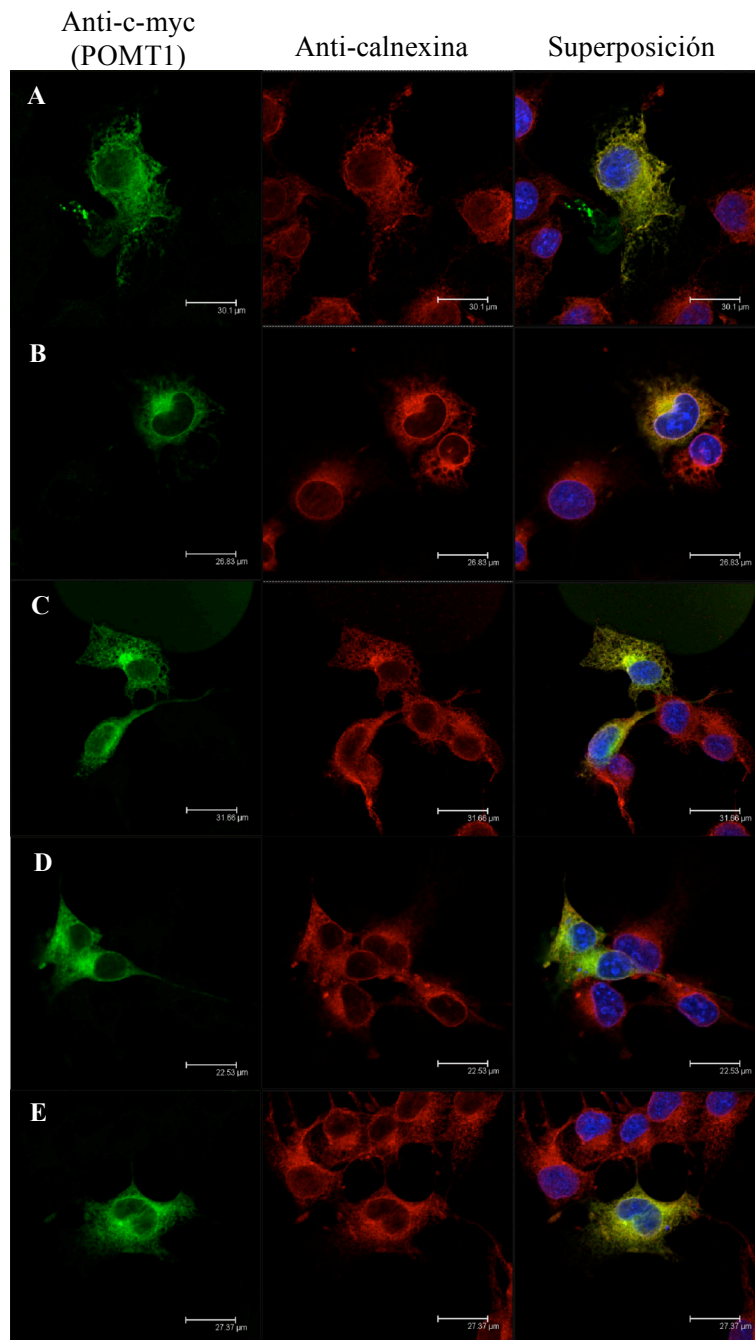 Anti-c-myc
(POMT1)
Anti-calnexina
Superposición
A
30.1 µm
30.1 µm
30.1 µm
B
26.83 µm
26.83 µm
26.83 µm
C
31.66 µm
31.66 µm
31.66 µm
D
22.53 µm
22.53 µm
22.53 µm
E
27.37 µm
27.37 µm
27.37 µm